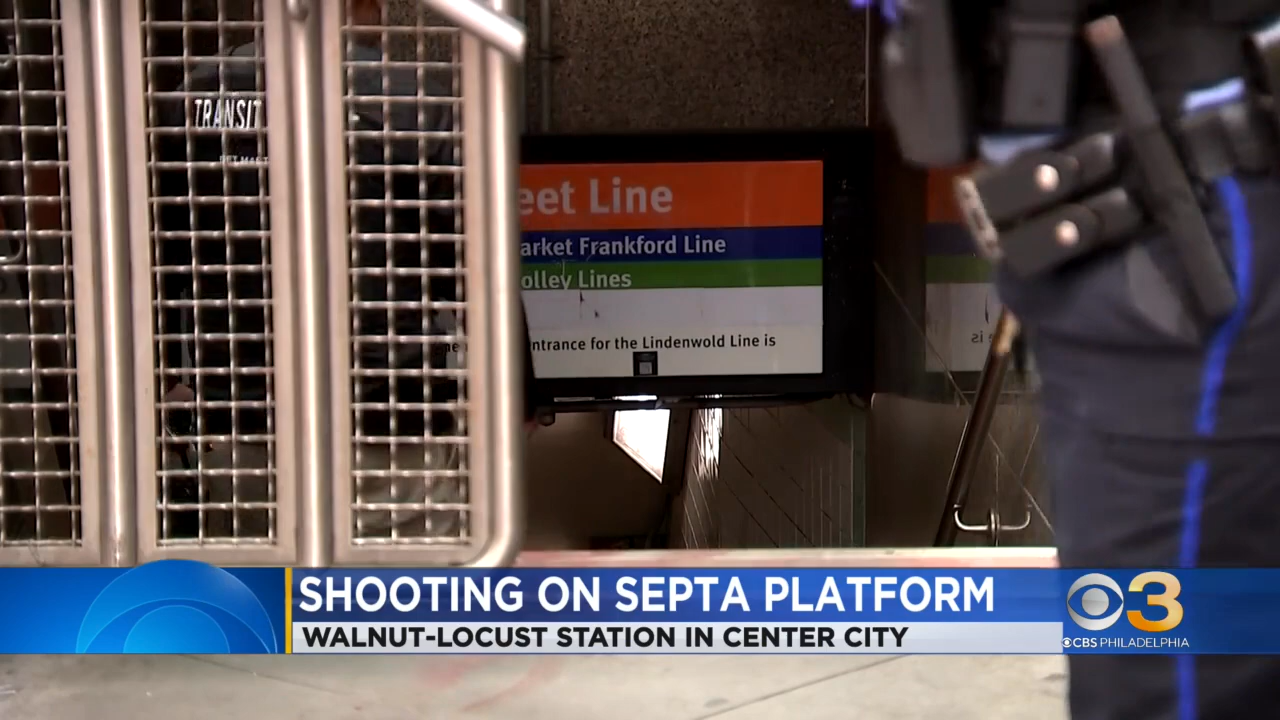 TRANSIT
eet Line
arket Frankford Line
olley Lines
ntrance for the Lindenwold Line is
SHOOTING ON SEPTA PLATFORM
WALNUT-LOCUST STATION IN CENTER CITY
3
CBS PHILADELPHIA